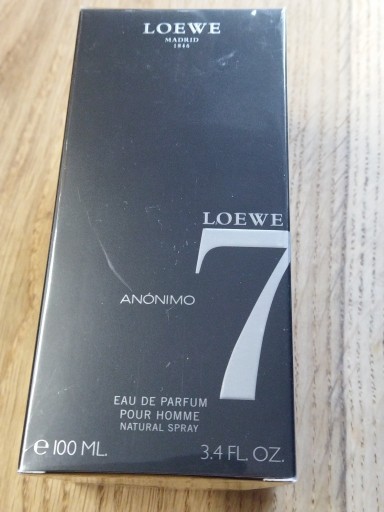 LOEWE
MADRID
1846
LOEWE
7
ANÓNIMO
EAU DE PARFUM
POUR HOMME
NATURAL SPRAY
e 100 ML. 3.4 FL. OZ.